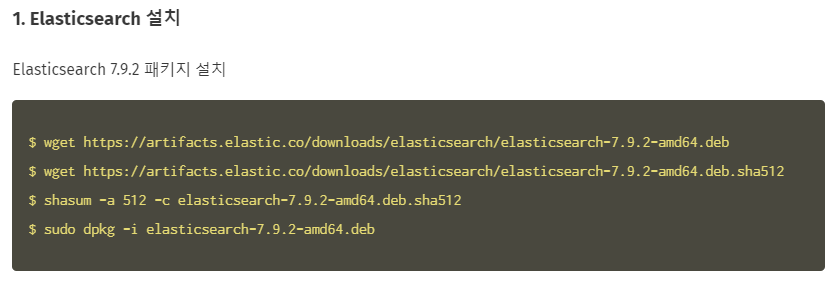 1. Elasticsearch 설치
Elasticsearch 7.9.2 패키지 설치
$ wget https://artifacts.elastic.co/downloads/elasticsearch/elasticsearch-7.9.2-amd64.deb
$ wget https://artifacts.elastic.co/downloads/elasticsearch/elasticsearch-7.9.2-amd64.deb.sha512
$ shasum -a 512 -c elasticsearch-7.9.2-amd64.deb.sha512
$ sudo dpkg -i elasticsearch-7.9.2-amd64.deb